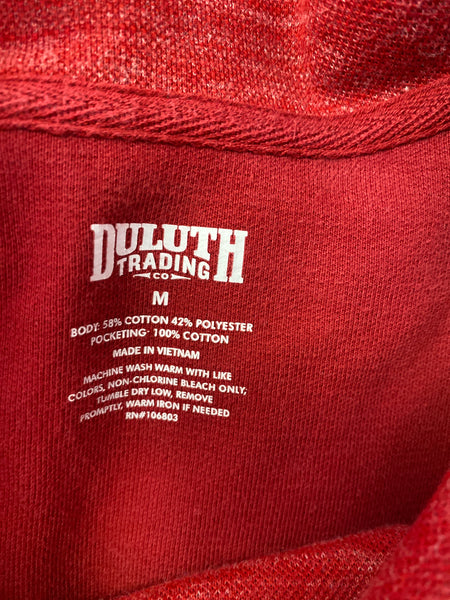 DULUTH
TRADING
CO
M
BODY: 58% COTTON 42% POLYESTER
POCKETING: 100% COTTON
MADE IN VIETNAM
MACHINE WASH WARM WITH LIKE
COLORS, NON-CHLORINE BLEACH ONLY;
TUMBLE DRY LOW, REMOVE
PROMPTLY, WARM IRON IF NEEDED
RN#106803